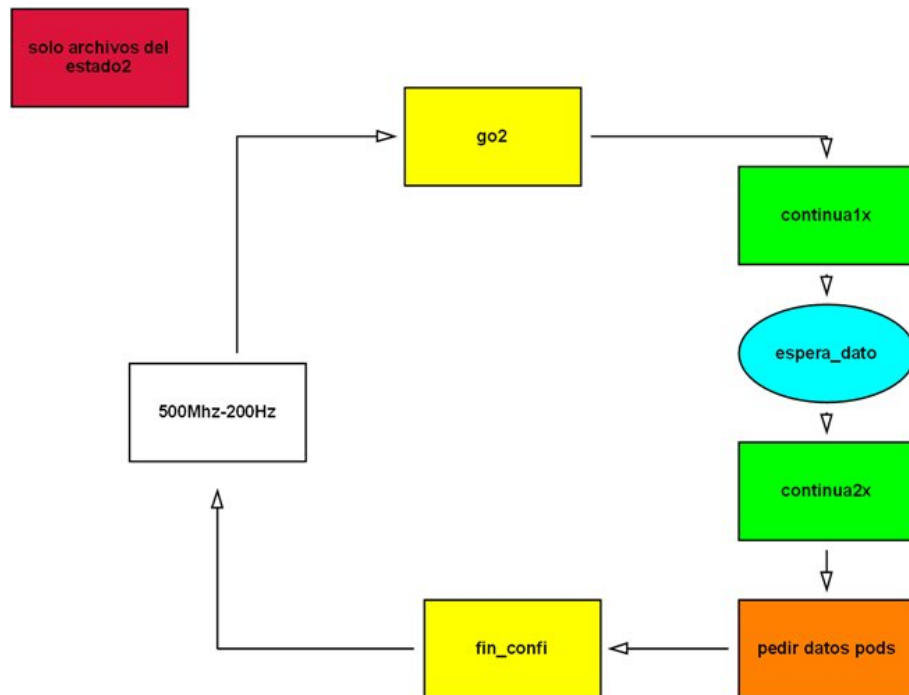 solo archivos del
estado2
go2
continua1x
espera_dato
500Mhz-200Hz
continua2x
fin_confi
pedir datos pods